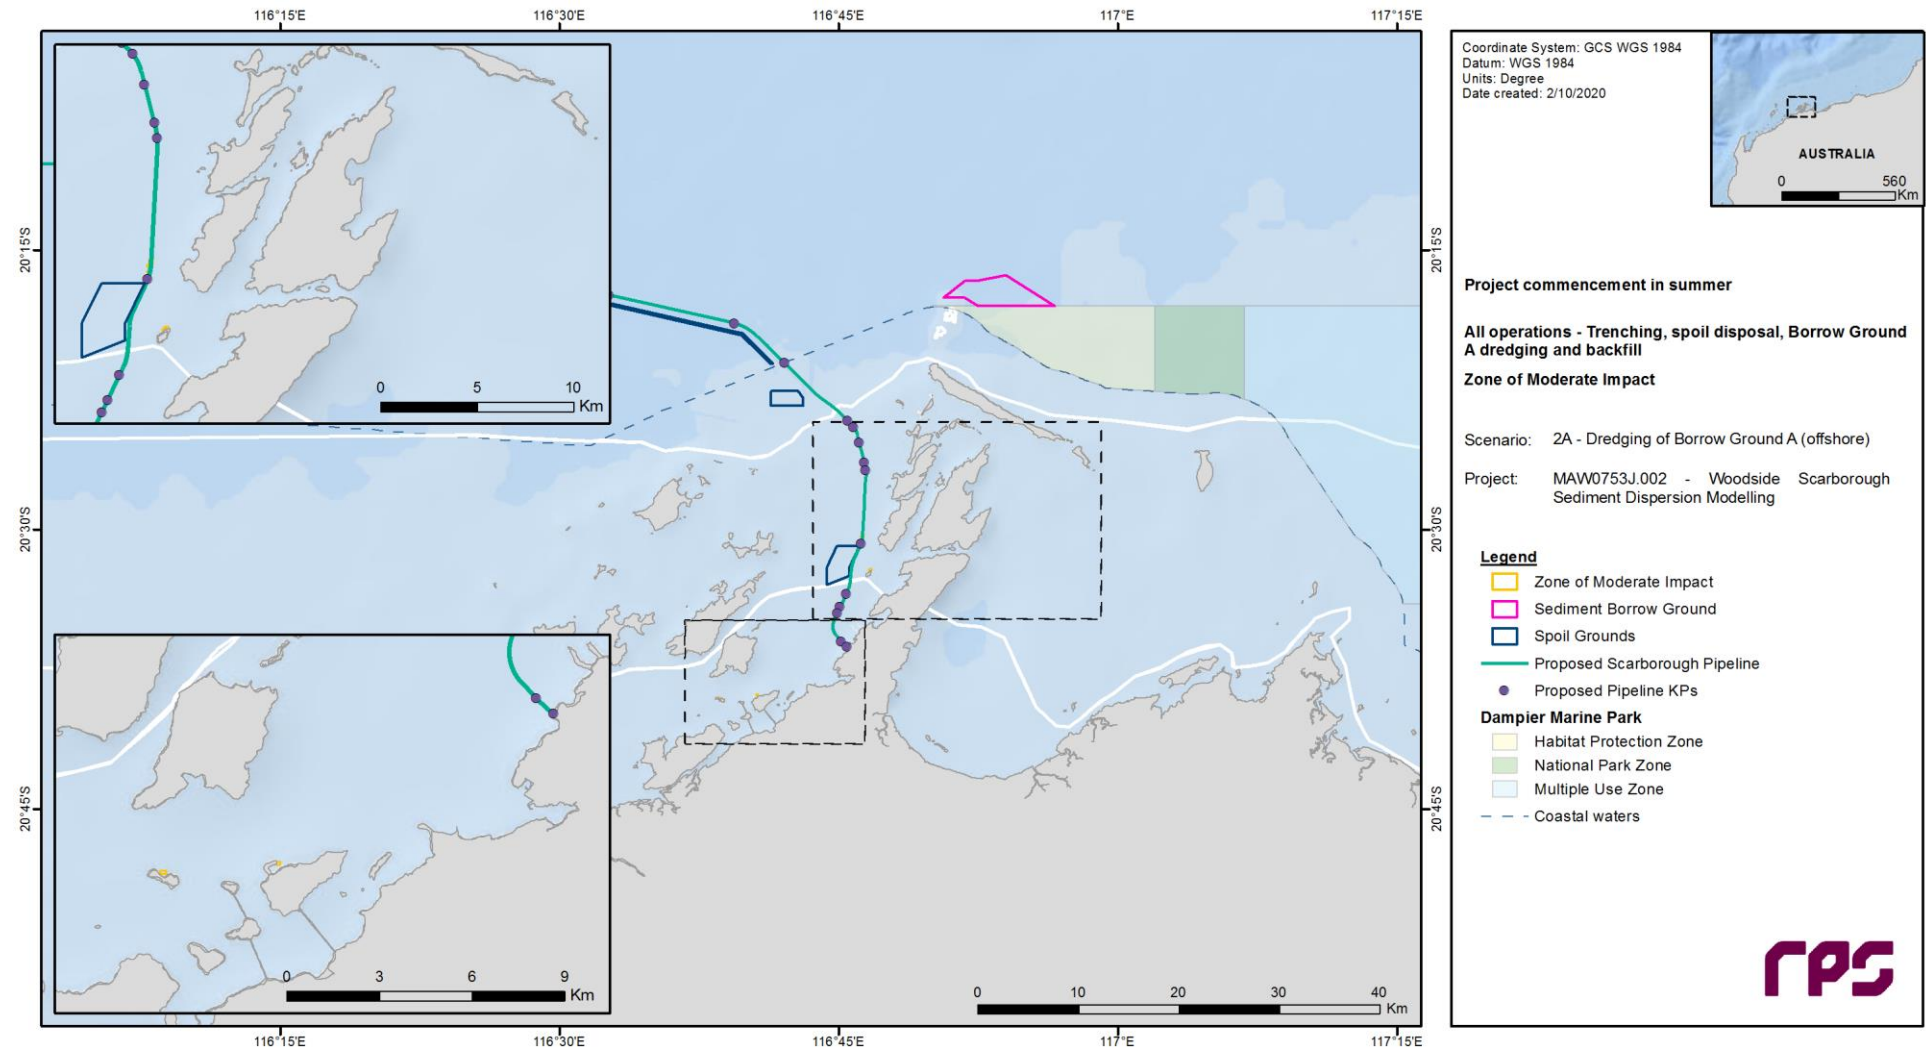 116°15'E
116°30'E
116°45'E
117°E
117°15'E
20°15'S
20°30'S
20°45'S
0 5 10
Km
0 3 6 9
Km
0 10 20 30 40
Km
20°15'S
20°30'S
20°45'S
116°15'E
116°30'E
116°45'E
117°E
117°15'E
Coordinate System: GCS WGS 1984
Datum: WGS 1984
Units: Degree
Date created: 2/10/2020
AUSTRALIA
0 560
Km
Project commencement in summer
All operations - Trenching, spoil disposal, Borrow Ground
A dredging and backfill
Zone of Moderate Impact
Scenario: 2A - Dredging of Borrow Ground A (offshore)
Project: MAW0753J.002 - Woodside Scarborough
Sediment Dispersion Modelling
Legend
Zone of Moderate Impact
Sediment Borrow Ground
Spoil Grounds
Proposed Scarborough Pipeline
Proposed Pipeline KPs
Dampier Marine Park
Habitat Protection Zone
National Park Zone
Multiple Use Zone
Coastal waters
rps